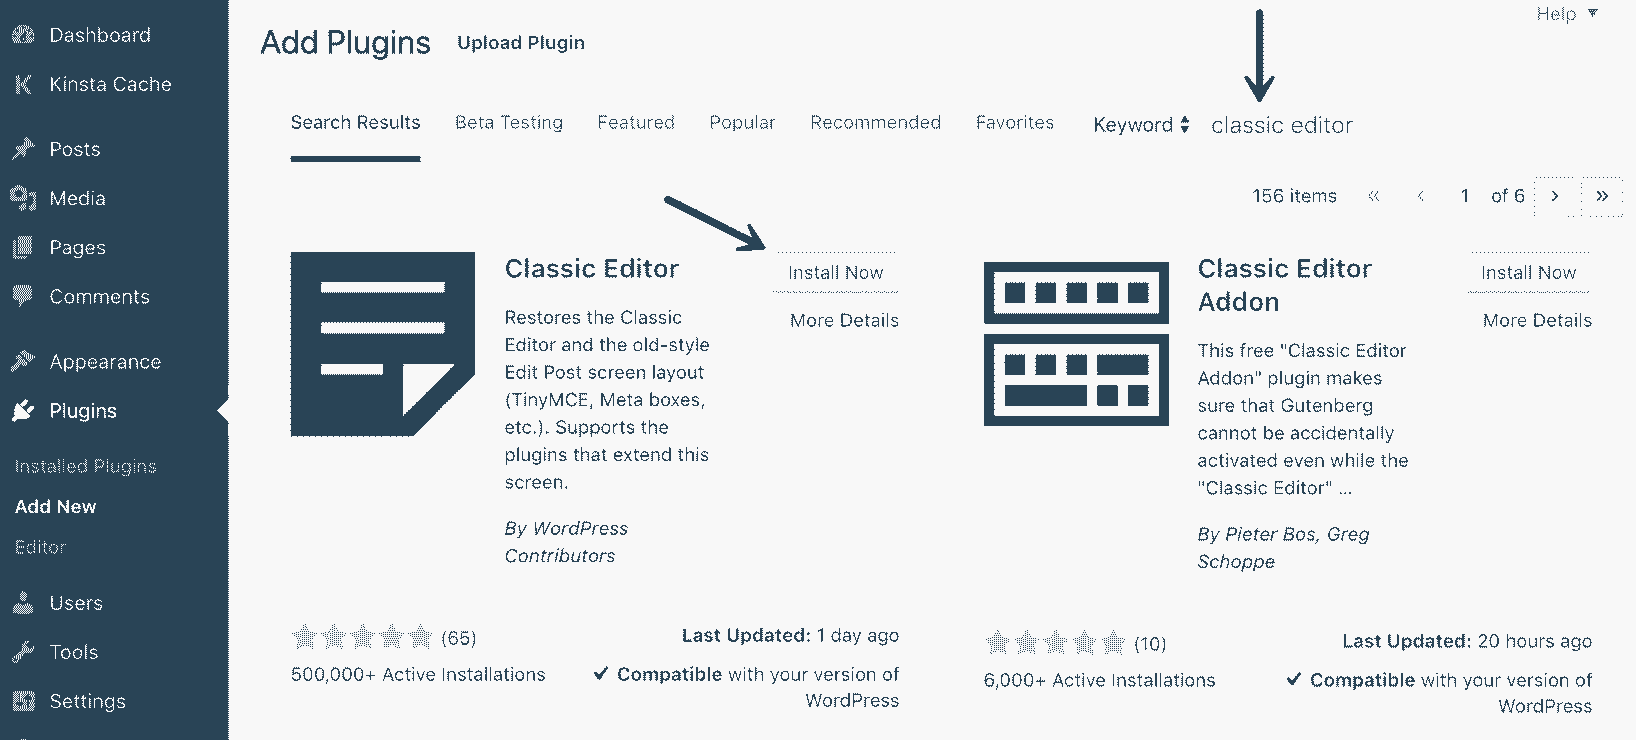 Dashboard
Kinsta Cache
Posts
Media
Pages
Comments
Appearance
Plugins
Installed Plugins
Add New
Editor
Users
Tools
Settings
Help
Add Plugins Upload Plugin
Search Results Beta Testing Featured Popular Recommended Favorites Keyword classic editor
156 items « ‹ 1 of 6 › »
Classic Editor
Install Now
More Details
Restores the Classic
Editor and the old-style
Edit Post screen layout
(TinyMCE, Meta boxes,
etc.). Supports the
plugins that extend this
screen.
By WordPress
Contributors
(65)
500,000+ Active Installations
Last Updated: 1 day ago
Compatible with your version of
WordPress
Classic Editor
Addon
Install Now
More Details
This free "Classic Editor
Addon" plugin makes
sure that Gutenberg
cannot be accidentally
activated even while the
"Classic Editor" ...
By Pieter Bos, Greg
Schoppe
(10)
6,000+ Active Installations
Last Updated: 20 hours ago
Compatible with your version of
WordPress